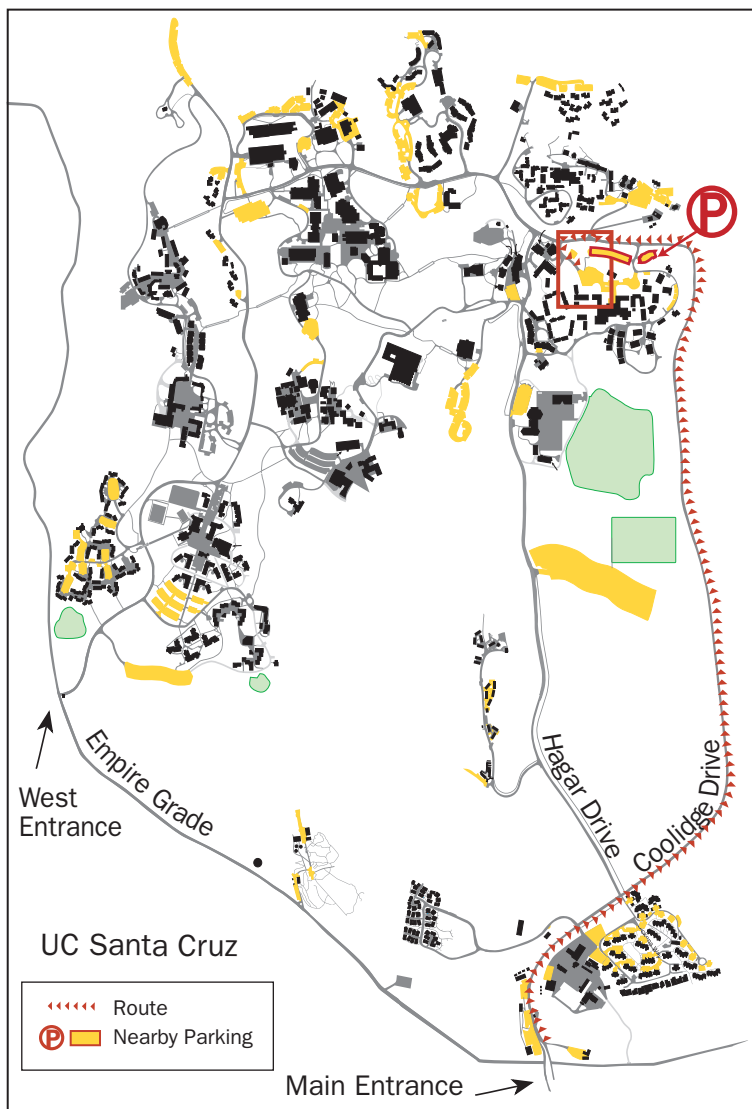 P
West
Entrance
Empire Grade
Hagar Drive
Coolidge Drive
UC Santa Cruz
Route
P Nearby Parking
Main Entrance